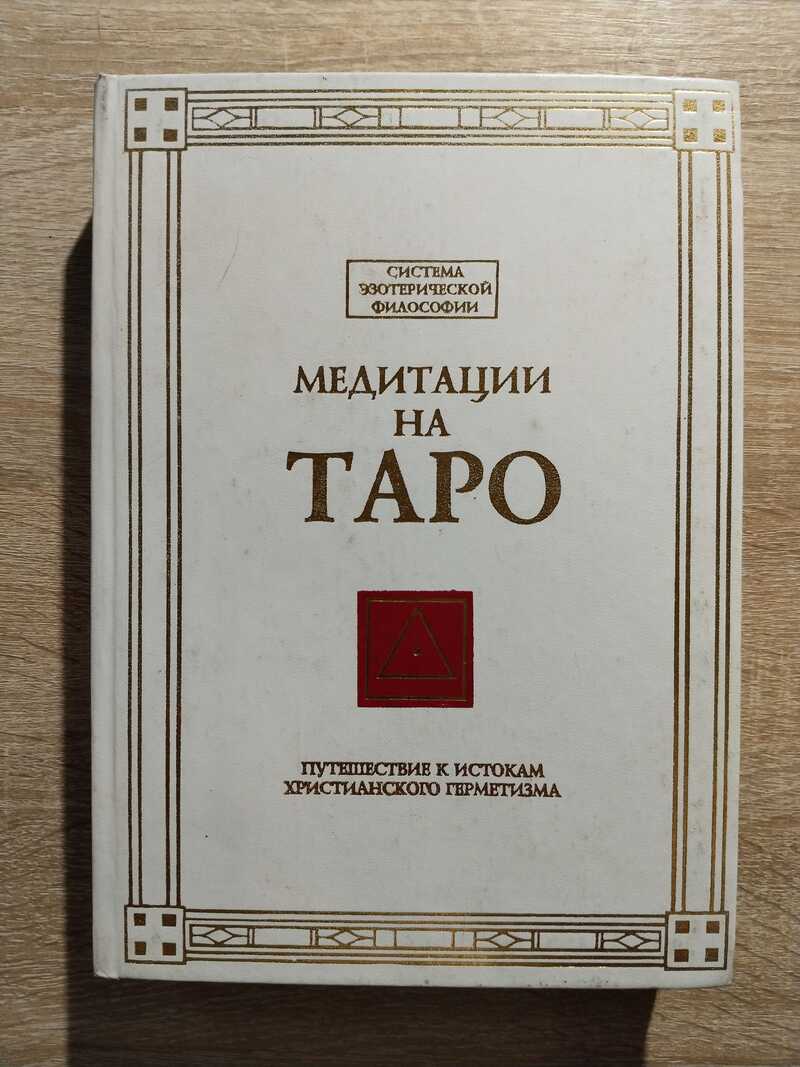 СИСТЕМА
ЭЗОТЕРИЧЕСКОЙ
ФИЛОСОФИИ
МЕДИТАЦИИ
НА
ТАРО
ПУТЕШЕСТВИЕ К ИСТОКАМ
ХРИСТИАНСКОГО ГЕРМЕТИЗМА